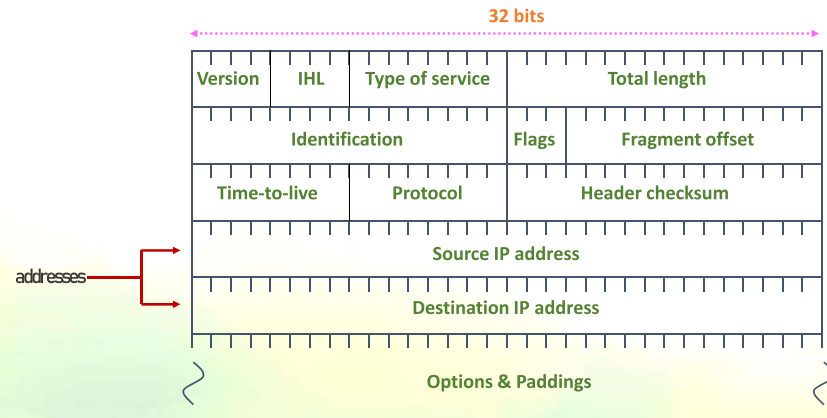 32 bits
Version IHL Type of service Total length
Identification Flags Fragment offset
Time-to-live Protocol Header checksum
Source IP address
addresses
Destination IP address
Options & Paddings